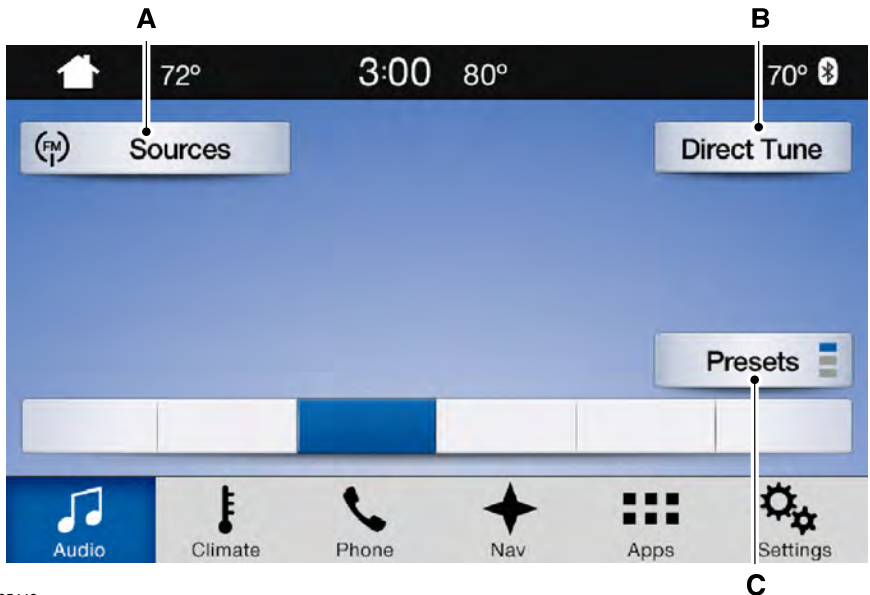 A B
72° 3:00 80° 70°
FM Sources Direct Tune
Presets
Audio Climate Phone Nav Apps Settings
C